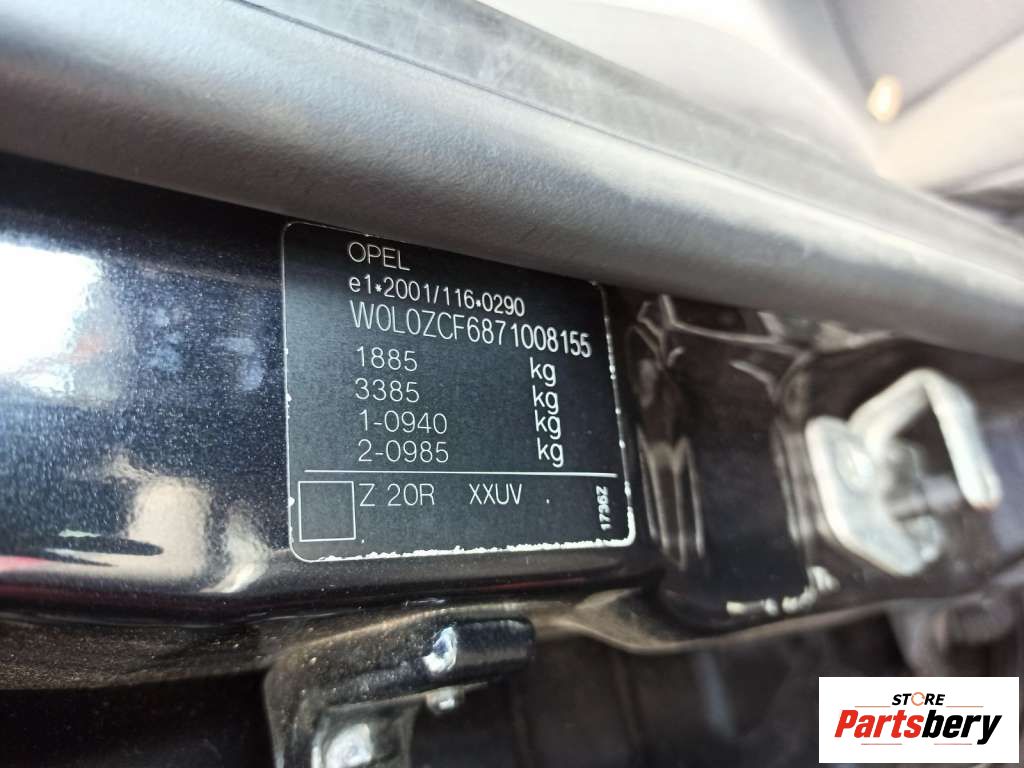 OPEL
e1*2001/116*0290
W0L0ZCF6871008155
1885 kg
3385 kg
1-0940 kg
2-0985 kg
Z 20R XXUV
1736Z
STORE
Partsbery